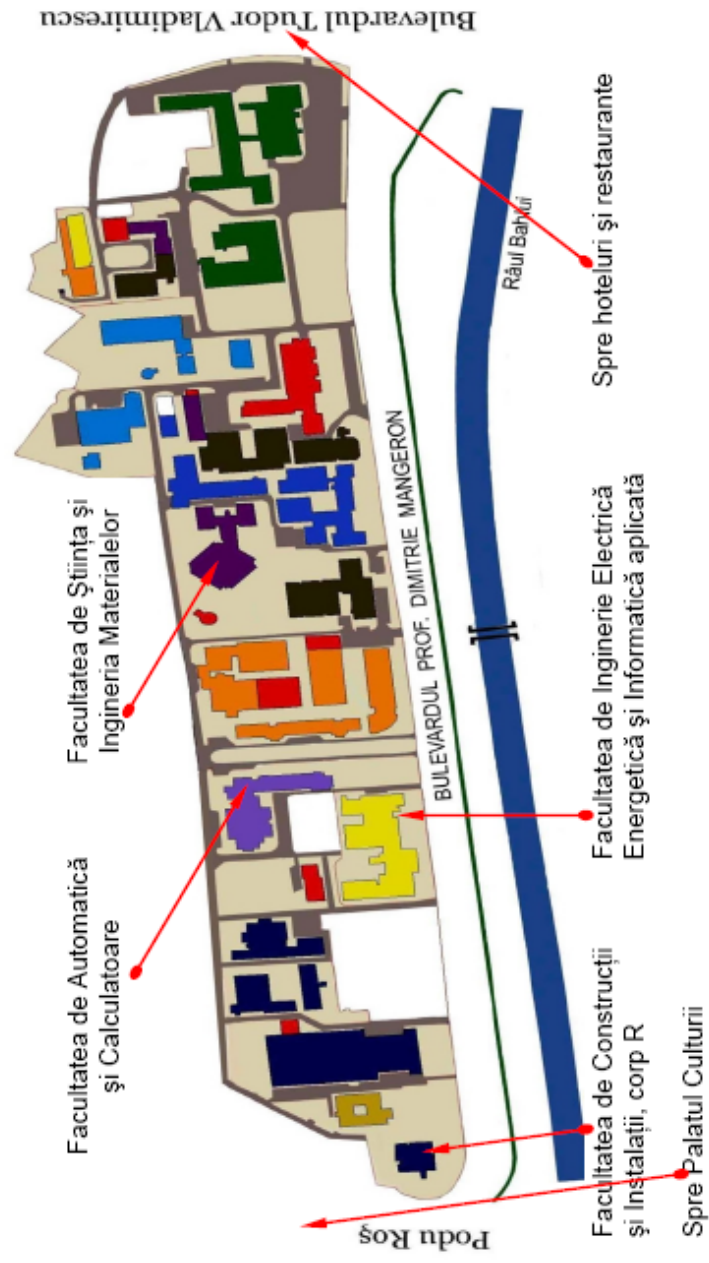 Facultatea de Automatică
și Calculatoare
Facultatea de Știința și
Ingineria Materialelor
Bulevardul Tudor Vladimirescu
Podu Roș
BULEVARDUL PROF. DIMITRIE MANGERON
Râul Bahlui
Facultatea de Construcții
și Instalații, corp R
Spre Palatul Culturii
Facultatea de Inginerie Electrică
Energetică și Informatică aplicată
Spre hoteluri și restaurante